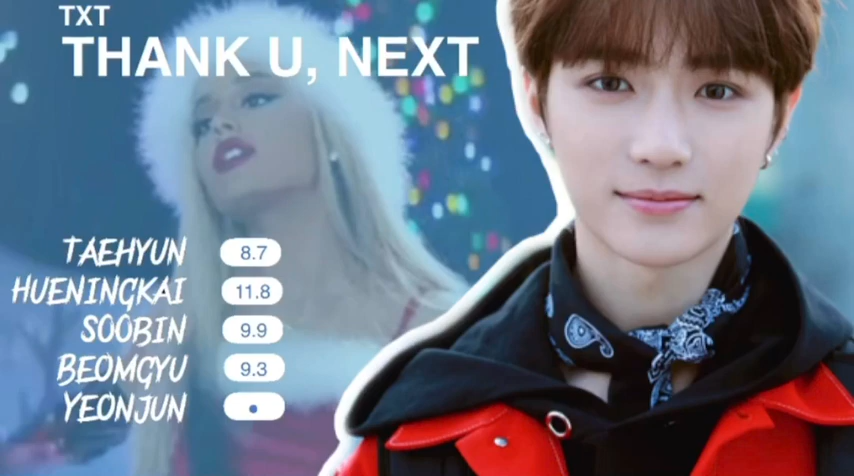 TXT
THANK U, NEXT
TAEHYUN 8.7
HUENINGKAI 11.8
SOOBIN 9.9
BEOMGYU 9.3
YEONJUN •